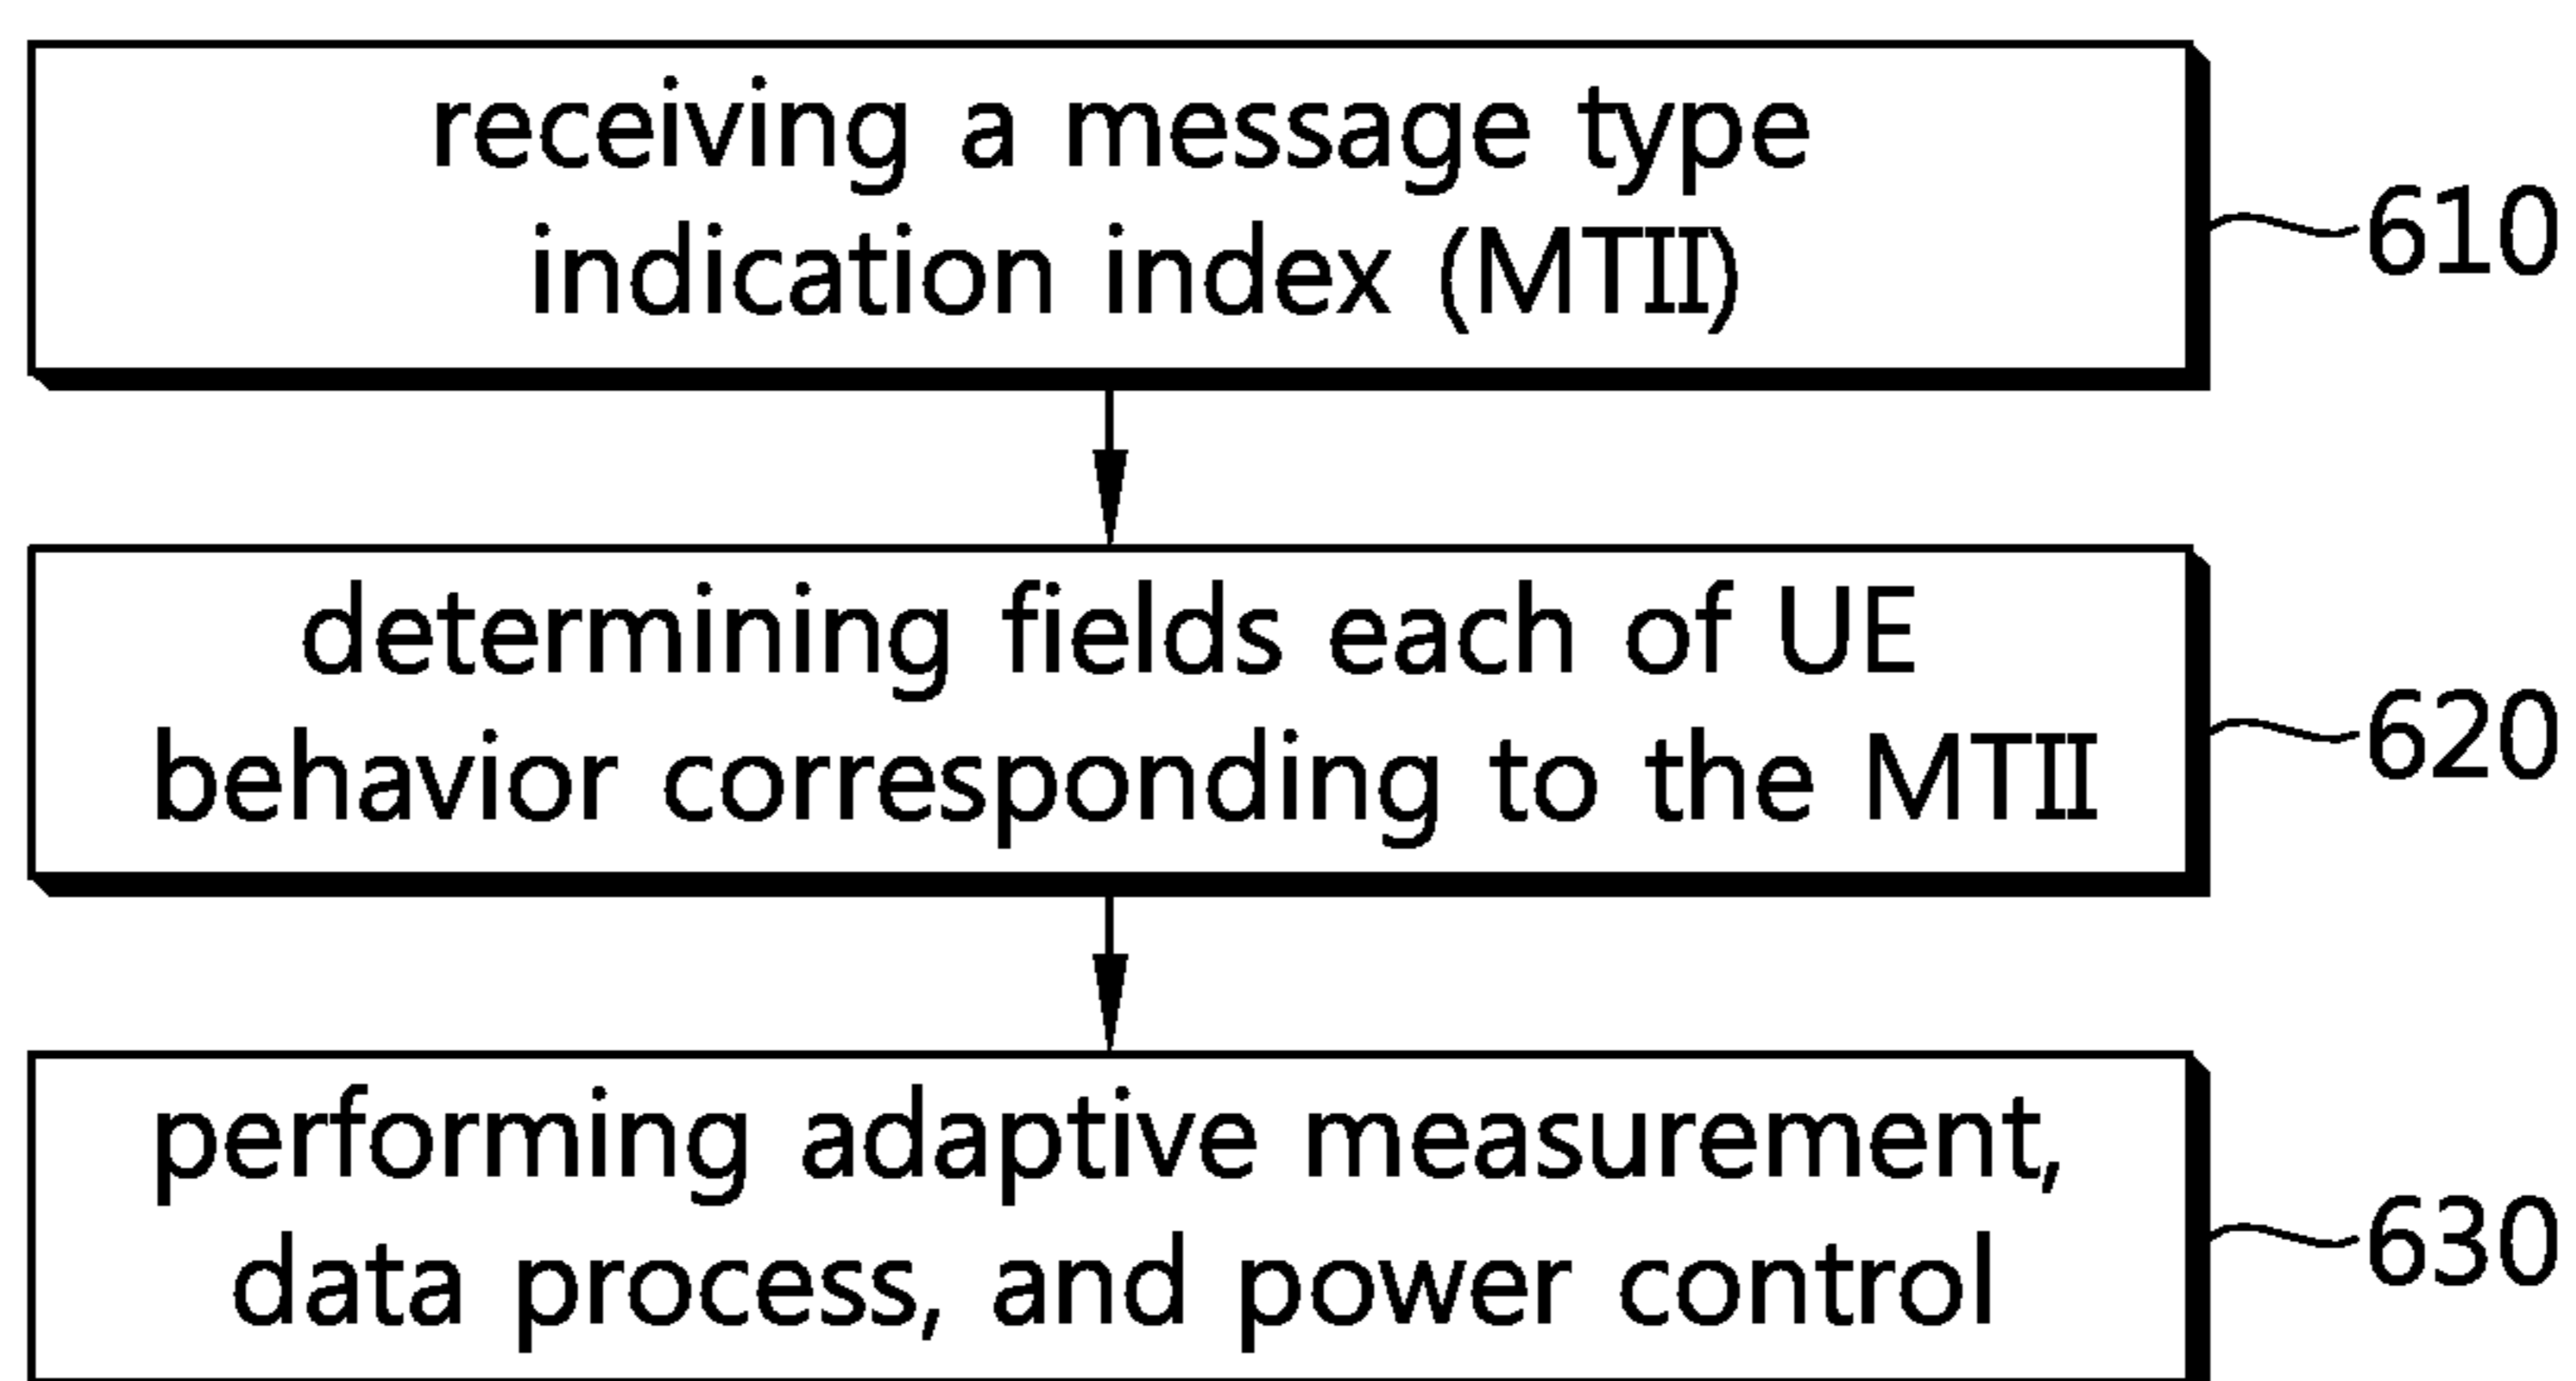 receiving a message type
indication index (MTII)
610
determining fields each of UE
behavior corresponding to the MTII
620
performing adaptive measurement,
data process, and power control
630